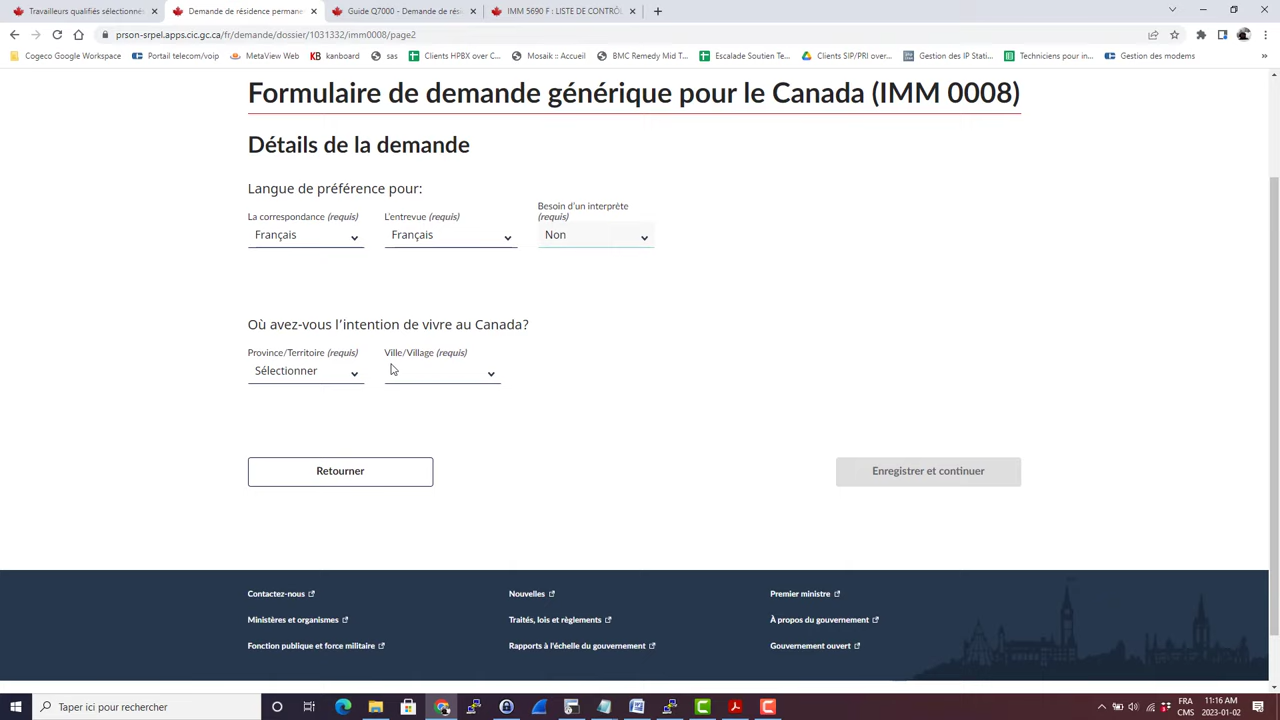 Travailleurs qualifiés sélectionnés
Demande de résidence permanen
Guide Q7000 - Demande de rés
IMM 5690 F : LISTE DE CONTRÔL
prson-srpel.apps.cic.gc.ca/fr/demande/dossier/1031332/imm0008/page2
Cogeco Google Workspace
Portail telecom/voip
MetaView Web
KB kanboard
sas
Clients HPBX over C...
Mosaik :: Accueil
BMC Remedy Mid T...
Escalade Soutien Te...
Clients SIP/PRI over...
Gestion des IP Stati...
Techniciens pour in...
Gestion des modems
Formulaire de demande générique pour le Canada (IMM 0008)
Détails de la demande
Langue de préférence pour:
La correspondance (requis)
Français
L'entrevue (requis)
Français
Besoin d'un interprète
(requis)
Non
Où avez-vous l'intention de vivre au Canada?
Province/Territoire (requis)
Sélectionner
Ville/Village (requis)
Retourner
Enregistrer et continuer
Contactez-nous
Nouvelles
Premier ministre
Ministères et organismes
Traités, lois et règlements
À propos du gouvernement
Fonction publique et force militaire
Rapports à l'échelle du gouvernement
Gouvernement ouvert
Taper ici pour rechercher
FRA
CMS
11:16 AM
2023-01-02